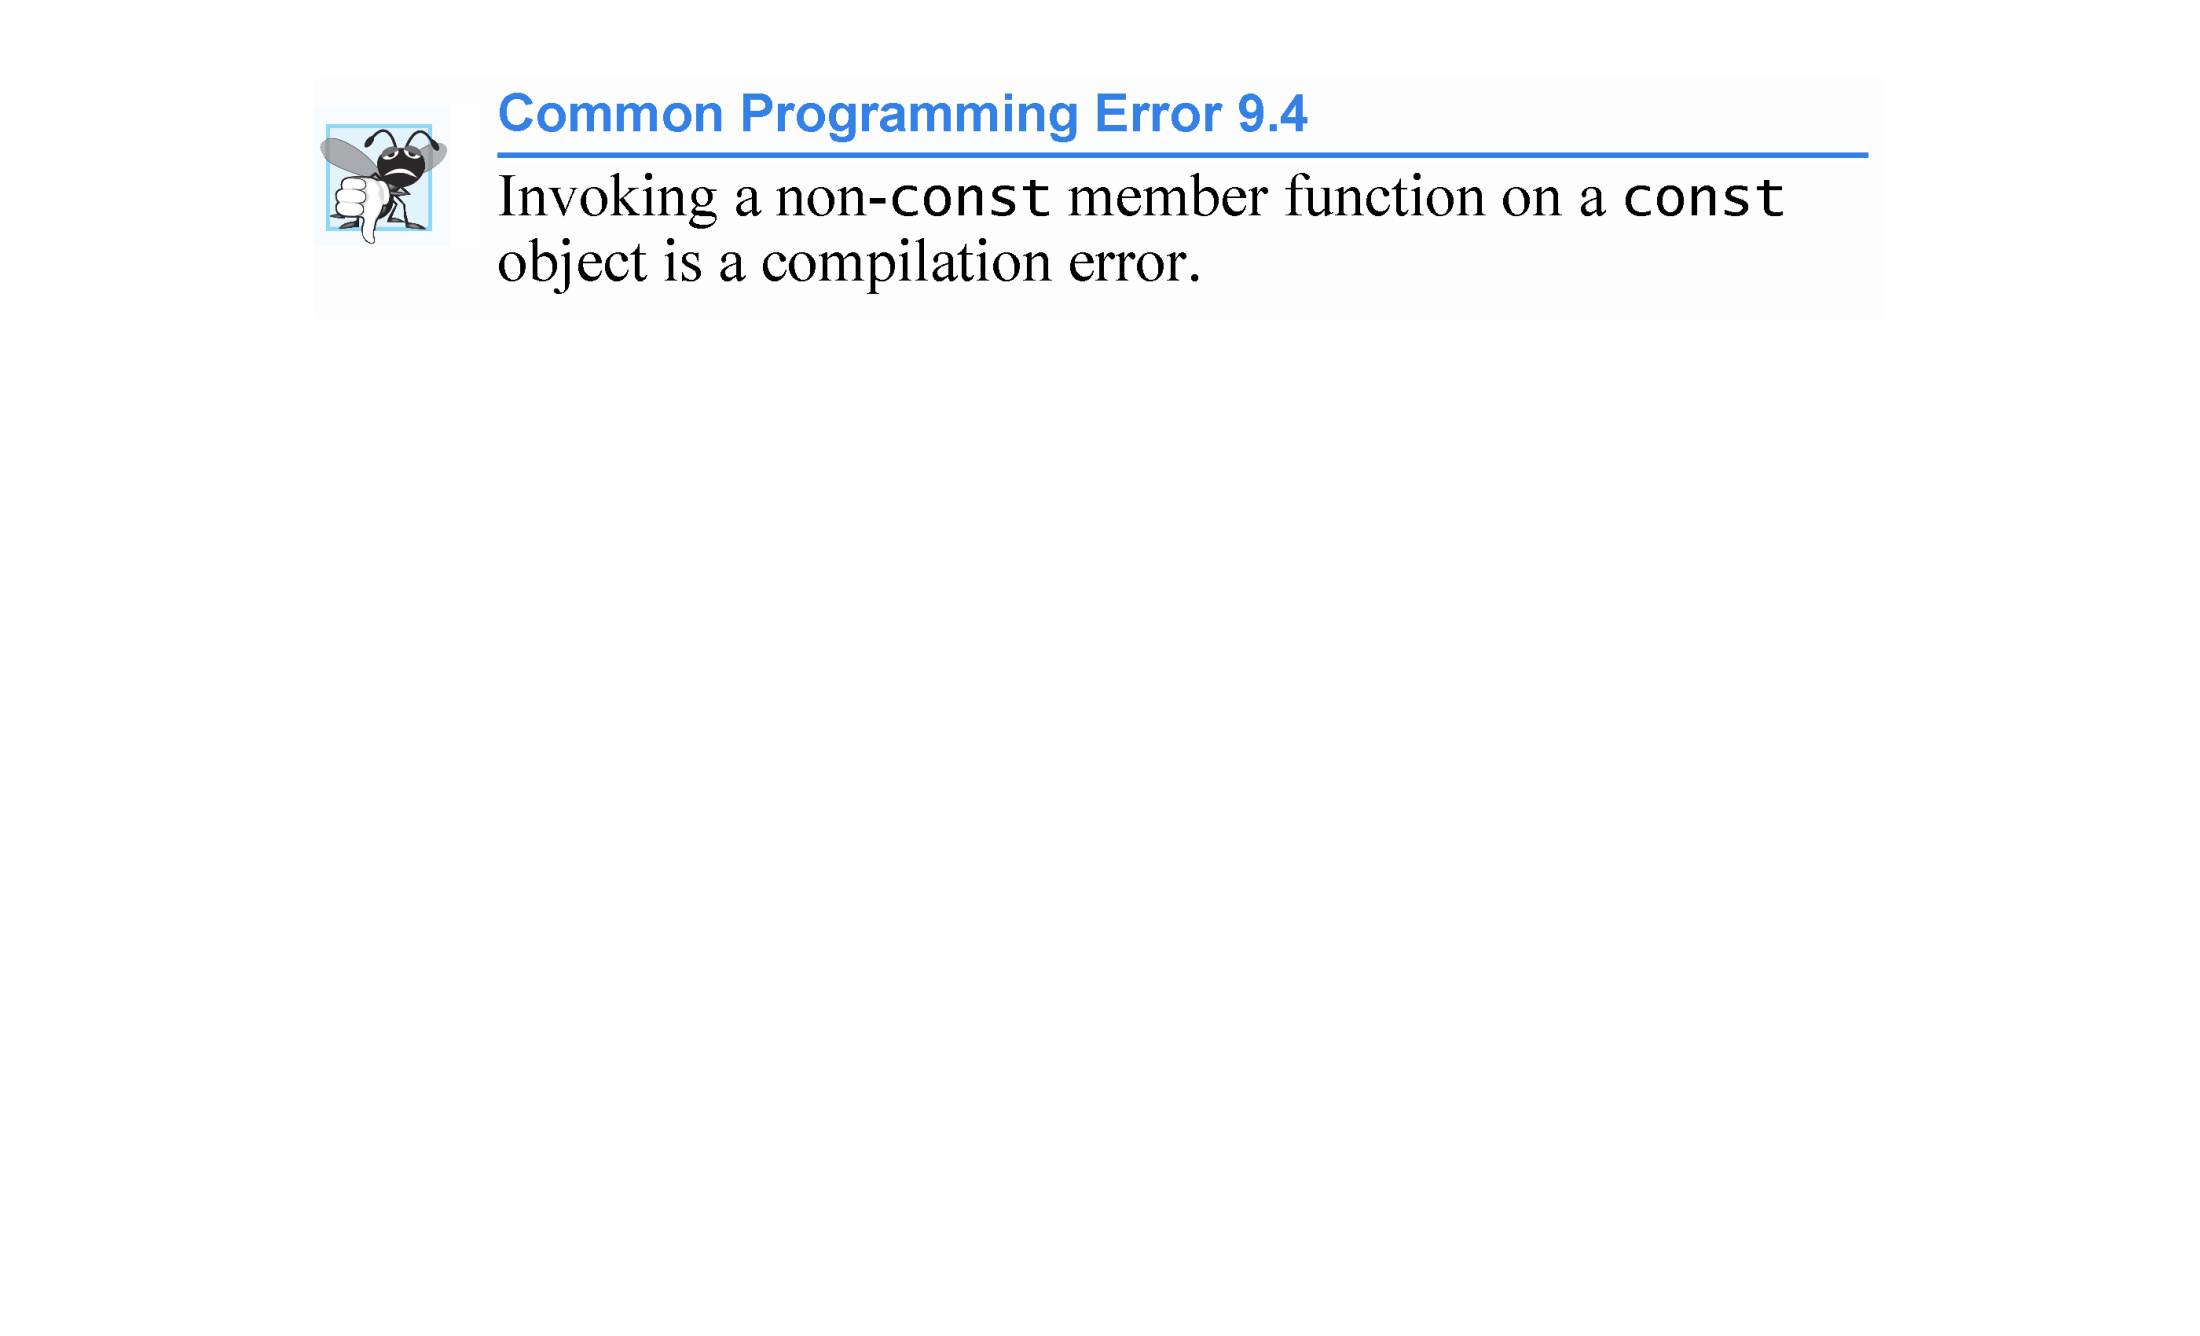 Common Programming Error 9.4
Invoking a non-const member function on a const
object is a compilation error.